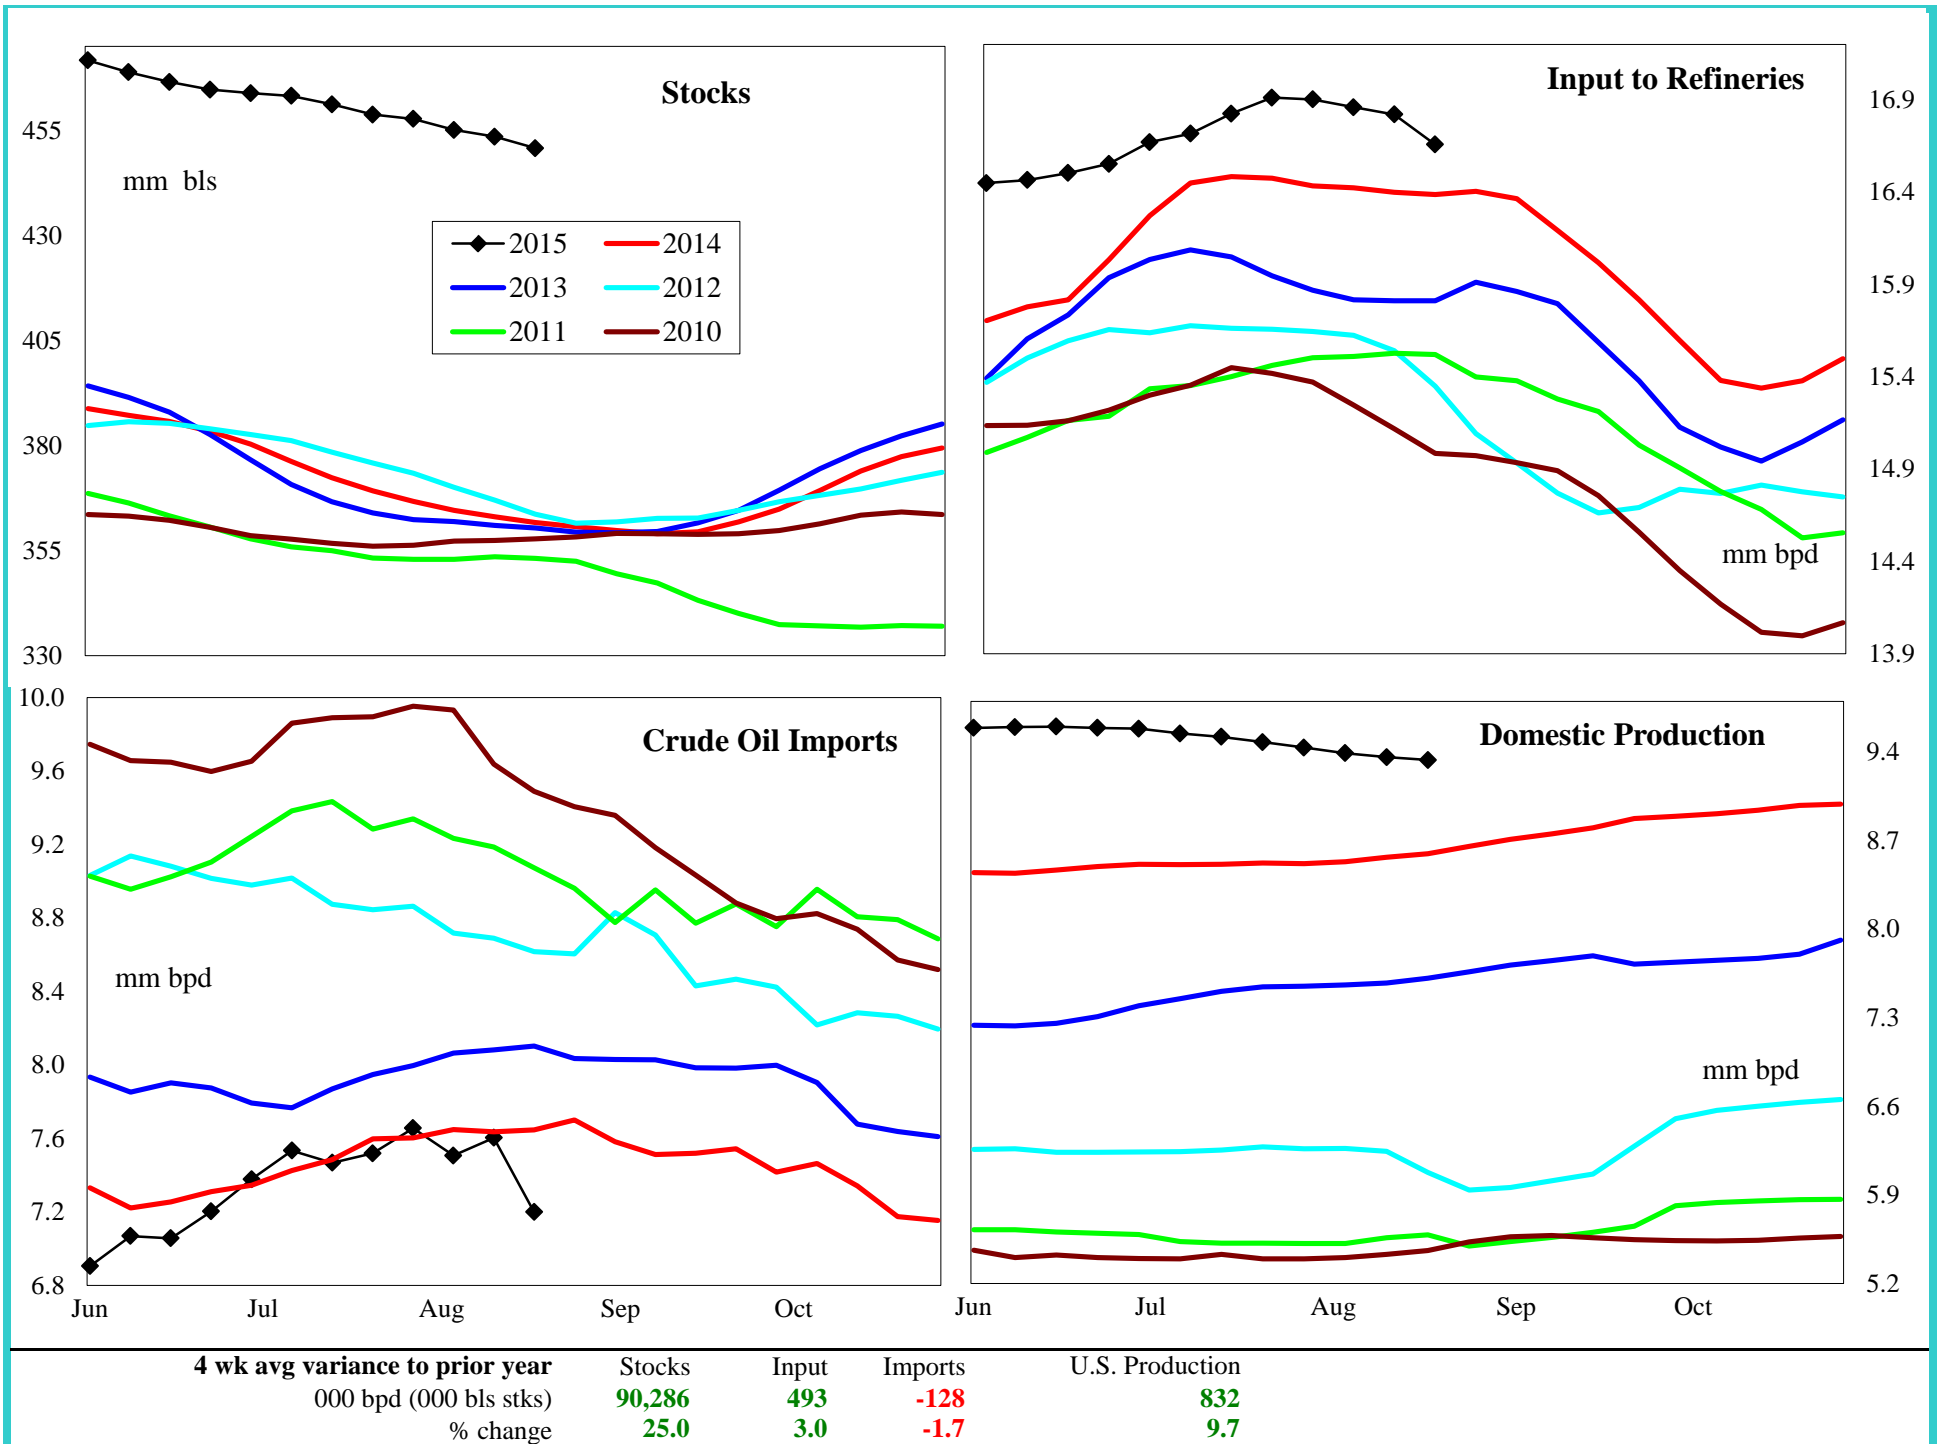 Stocks
mm bls
455
430
405
380
355
330
2015
2014
2013
2012
2011
2010
Input to Refineries
16.9
16.4
15.9
15.4
14.9
14.4
13.9
mm bpd
Crude Oil Imports
mm bpd
10.0
9.6
9.2
8.8
8.4
8.0
7.6
7.2
6.8
Jun Jul Aug Sep Oct
Domestic Production
9.4
8.7
8.0
7.3
6.6
5.9
5.2
mm bpd
Jun Jul Aug Sep Oct
4 wk avg variance to prior year Stocks Input Imports U.S. Production
000 bpd (000 bls stks) 90,286 493 -128 832
% change 25.0 3.0 -1.7 9.7